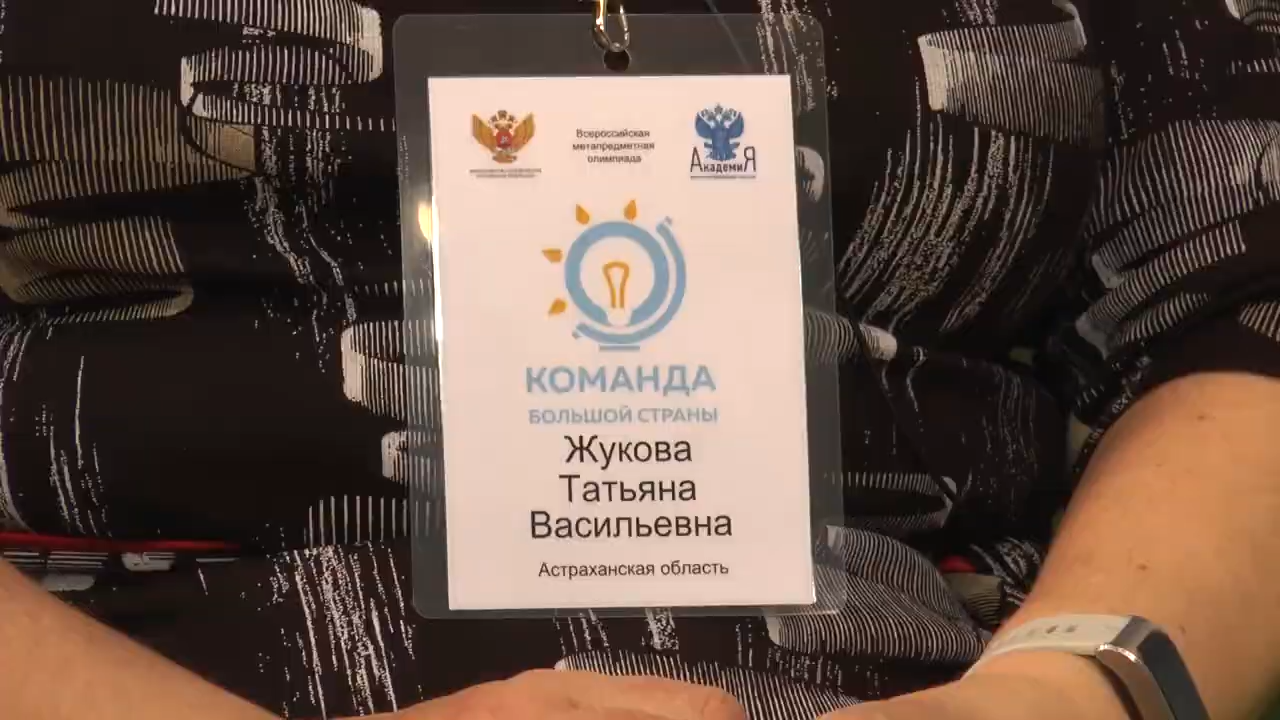 Всероссийская
метапредметная
олимпиада
АкадемиЯ
КОМАНДА
БОЛЬШОЙ СТРАНЫ
Жукова
Татьяна
Васильевна
Астраханская область